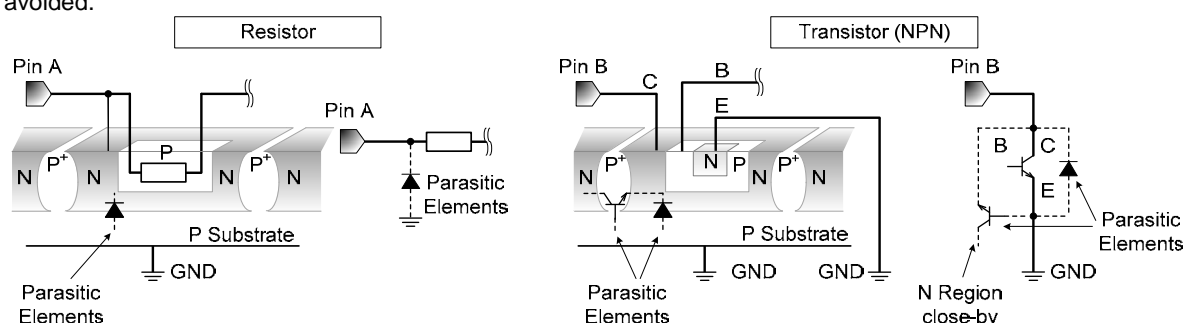 avoided.
Resistor
Transistor (NPN)
Pin A
Pin A
N P+ N P N P+ N
Parasitic
Elements
P Substrate
GND
Parasitic
Elements
Pin B
C
B
E
N P+ N P N P+ N
P Substrate
GND
GND
Parasitic
Elements
Pin B
B C
E
Parasitic
Elements
GND
N Region
close-by